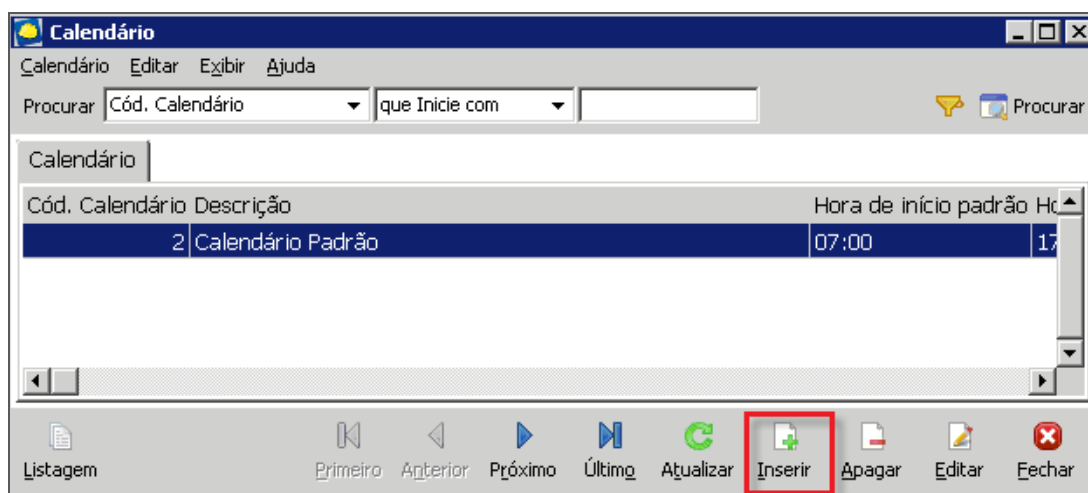 Calendário
Calendário Editar Exibir Ajuda
Procurar Cód. Calendário que Inicie com Procurar
Calendário
Cód. Calendário Descrição Hora de início padrão
2 Calendário Padrão 07:00 17
Listagem Primeiro Anterior Próximo Último Atualizar Inserir Apagar Editar Fechar